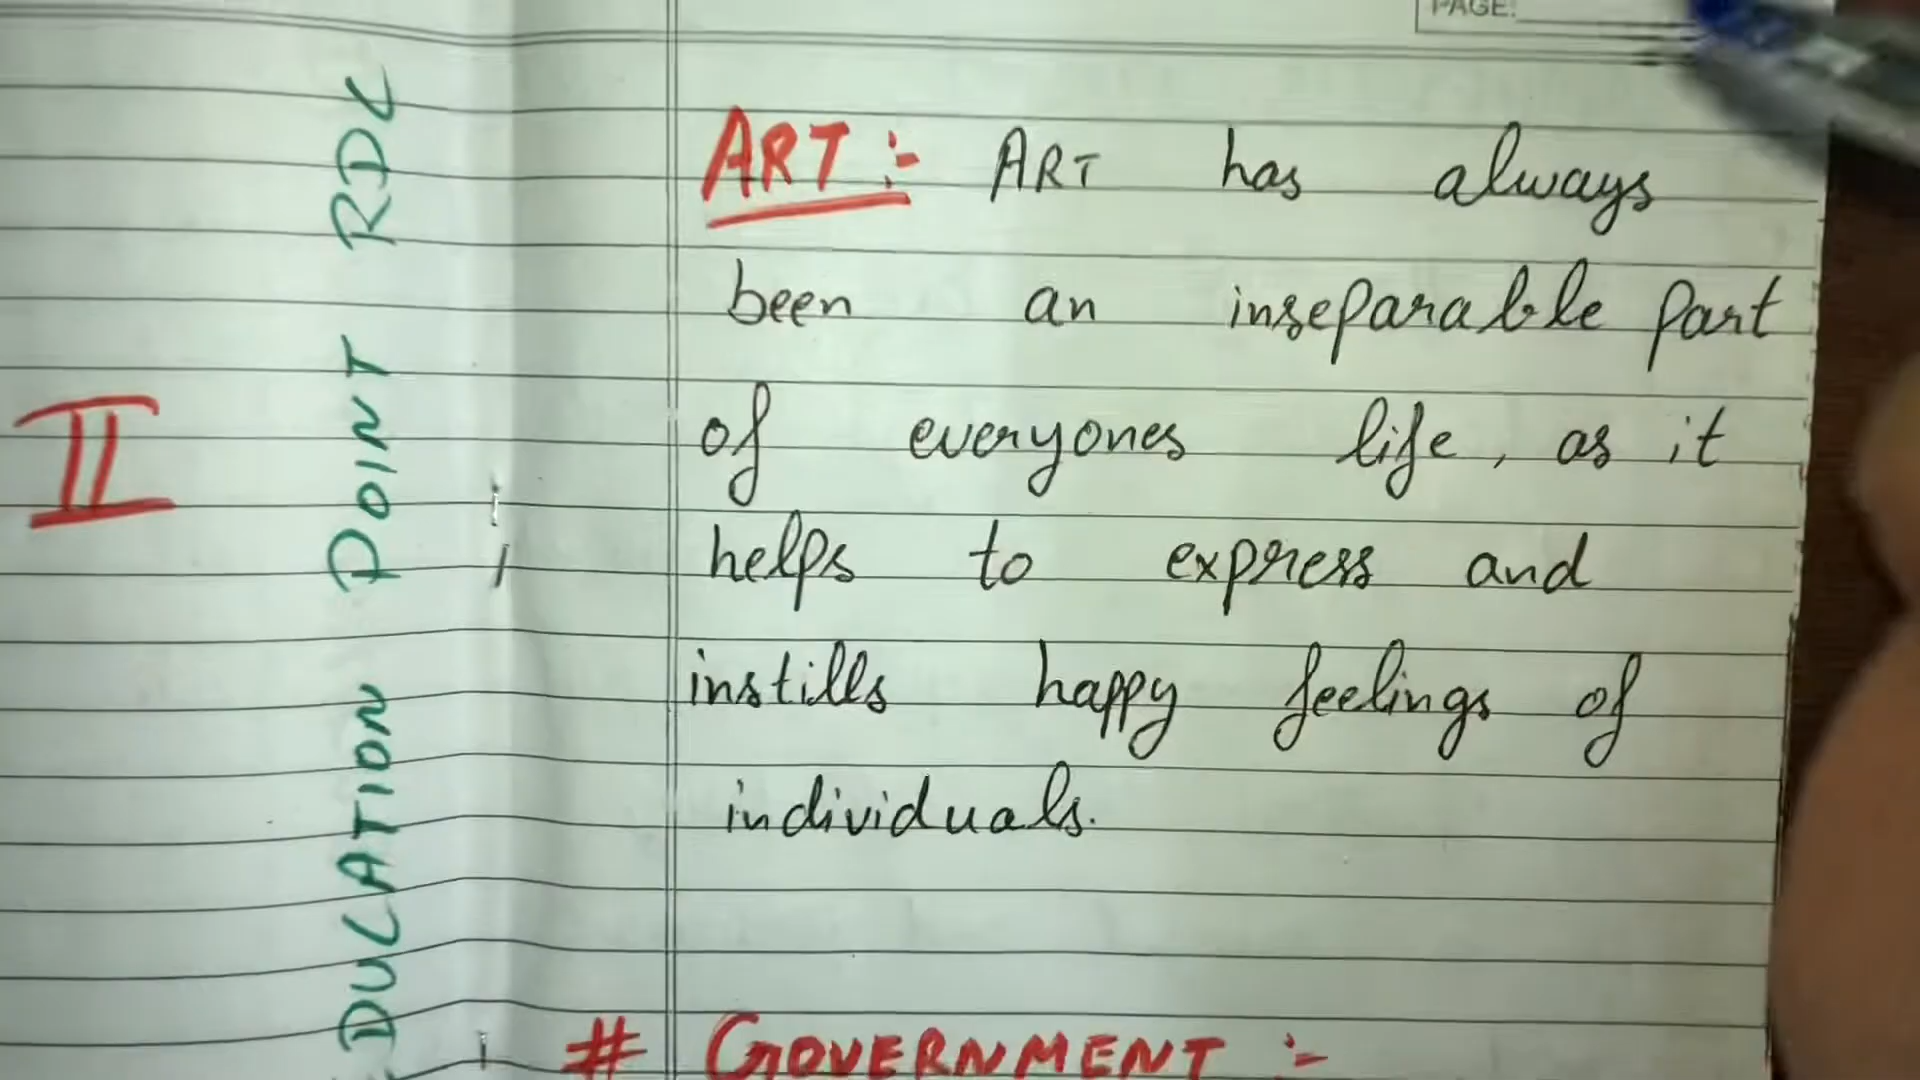 PAGE:
ART :- ART has always
been an inseparable part
of everyones life, as it
helps to express and
instills happy feelings of
individuals.
# GOVERNMENT :-
II
DUCATION POINT RDC